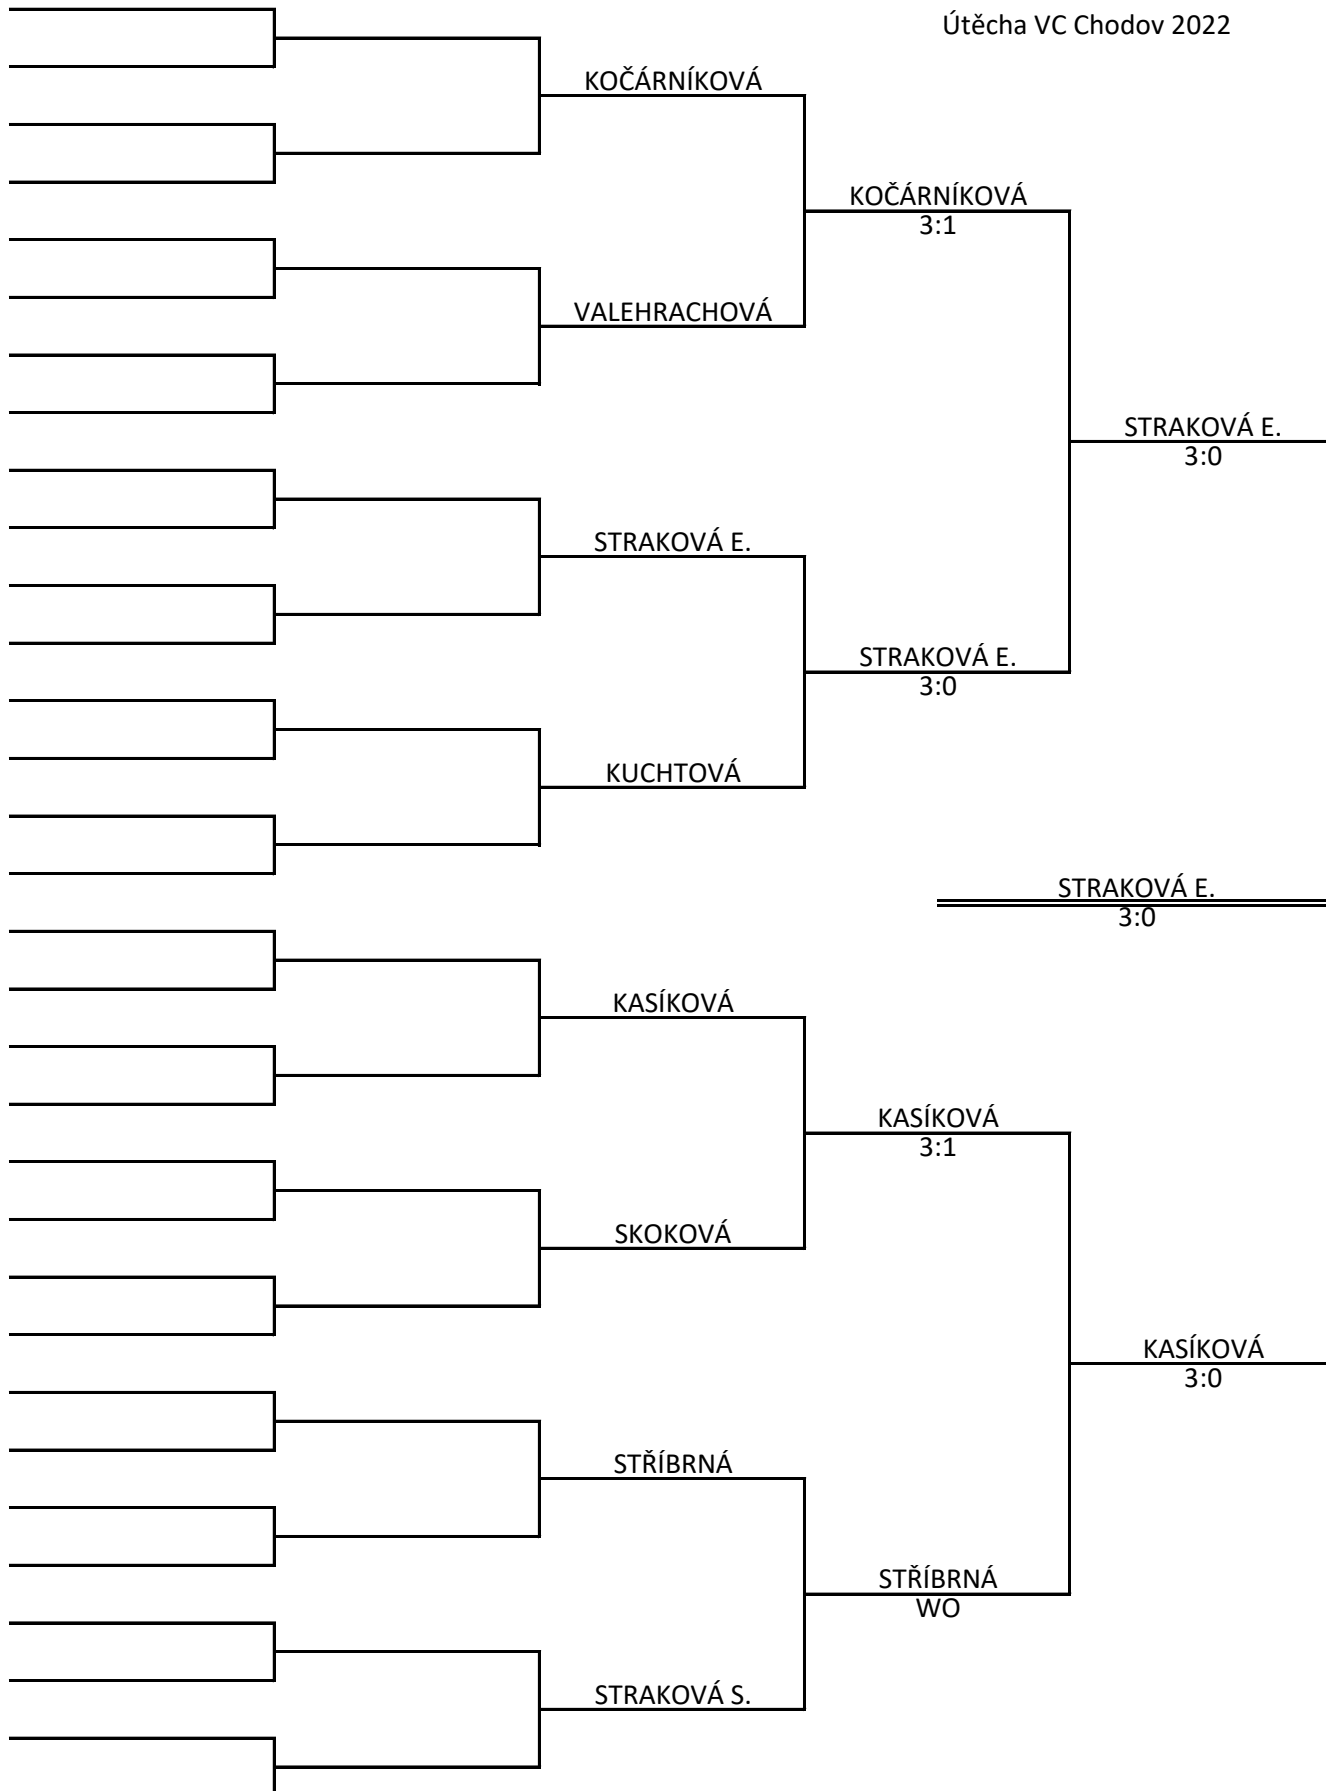 Útěcha VC Chodov 2022
KOČÁRNÍKOVÁ
KOČÁRNÍKOVÁ
3:1
VALEHRACHOVÁ
STRAKOVÁ E.
3:0
STRAKOVÁ E.
STRAKOVÁ E.
3:0
KUCHTOVÁ
STRAKOVÁ E.
3:0
KASÍKOVÁ
KASÍKOVÁ
3:1
SKOKOVÁ
KASÍKOVÁ
3:0
STŘÍBRNÁ
STŘÍBRNÁ
WO
STRAKOVÁ S.